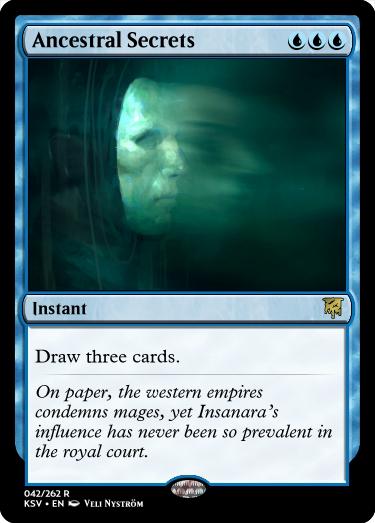 Ancestral Secrets
Instant
Draw three cards.
On paper, the western empires
condemns mages, yet Insanara's
influence has never been so prevalent in
the royal court.
042/262 R
KSV • EN Veli Nyström